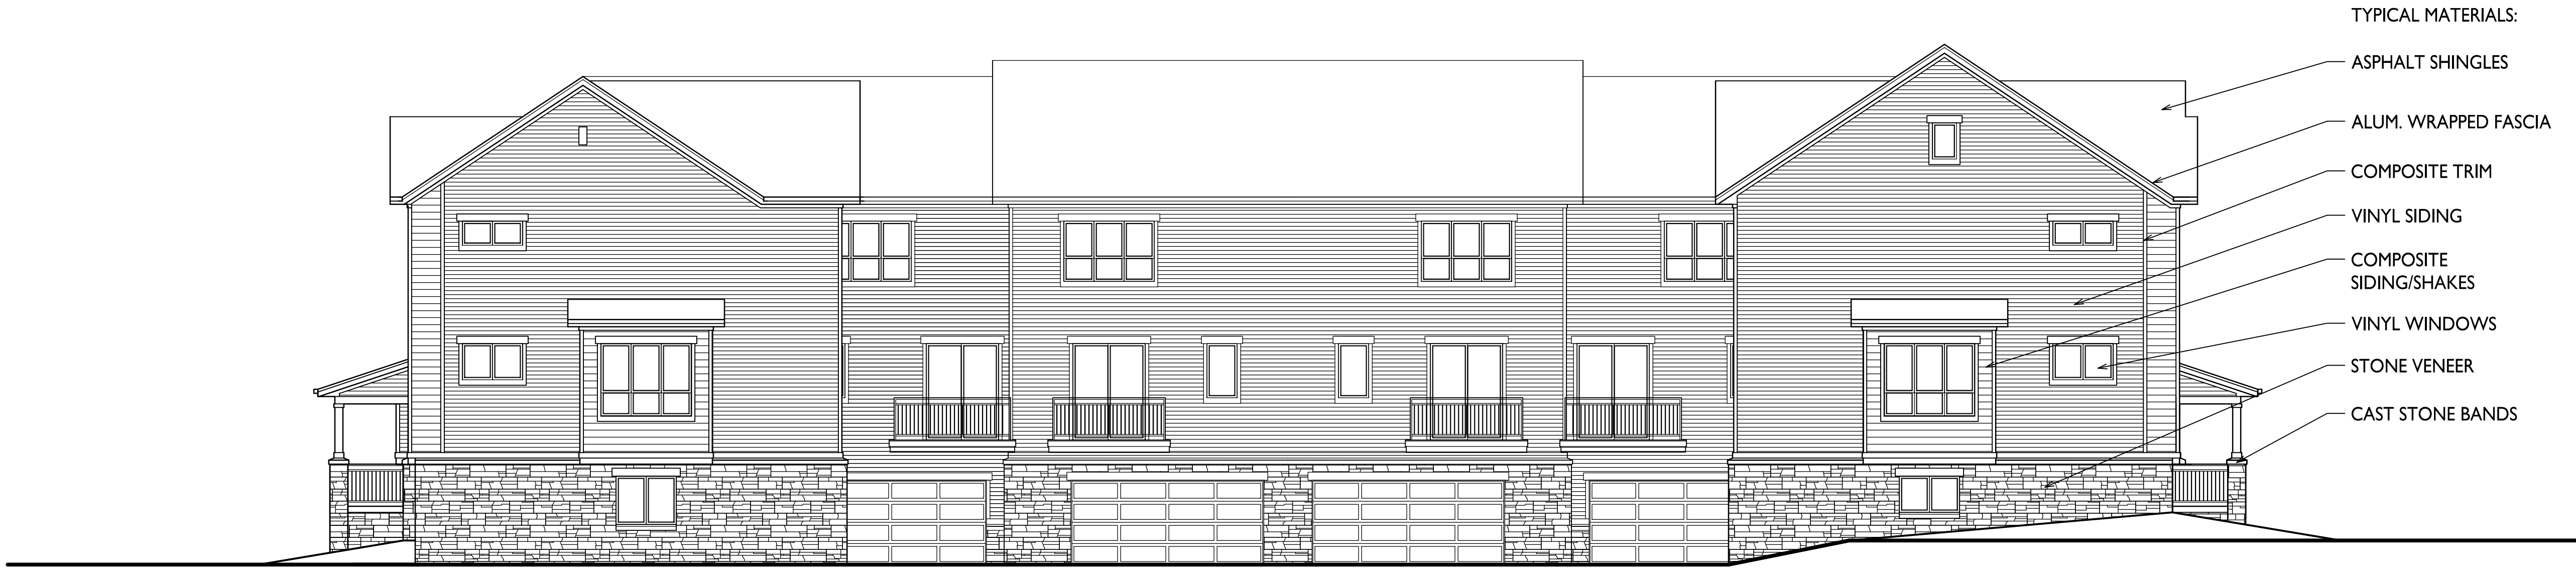 TYPICAL MATERIALS:
ASPHALT SHINGLES
ALUM. WRAPPED FASCIA
COMPOSITE TRIM
VINYL SIDING
COMPOSITE
SIDING/SHAKES
VINYL WINDOWS
STONE VENEER
CAST STONE BANDS